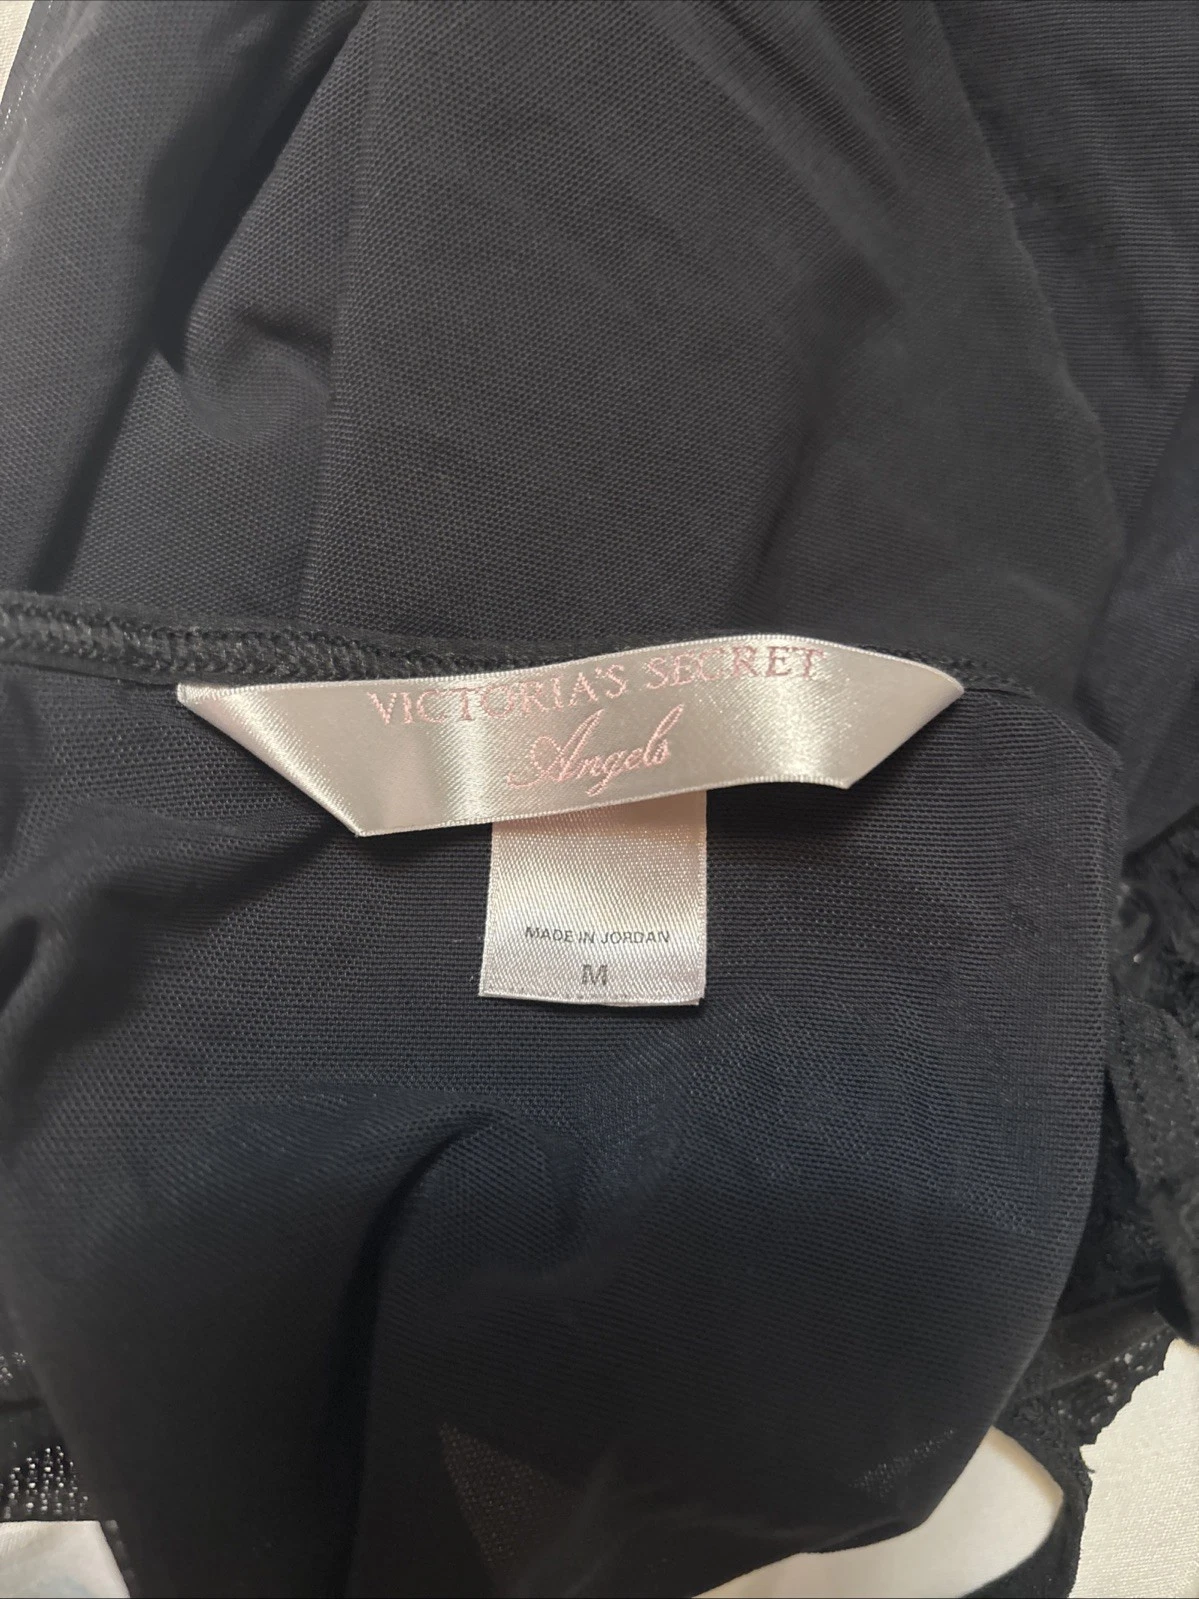 VICTORIA'S SECRET
Angels
MADE IN JORDAN
M